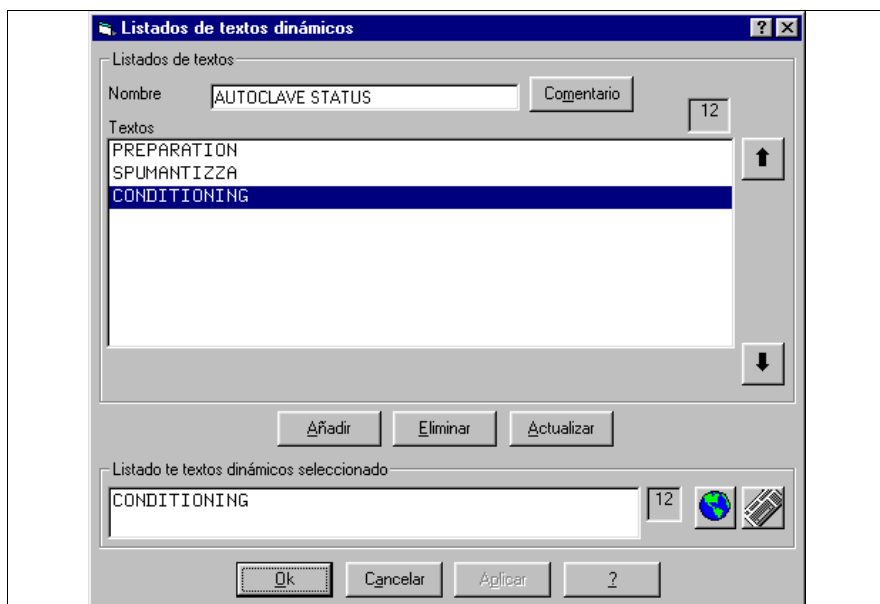 Listados de textos dinámicos
Listados de textos
Nombre AUTOCLAVE STATUS Comentario
12
Textos
PREPARATION
SPUMANTIZZA
CONDITIONING
Añadir Eliminar Actualizar
Listado te textos dinámicos seleccionado
CONDITIONING 12
Ok Cancelar Aplicar ?